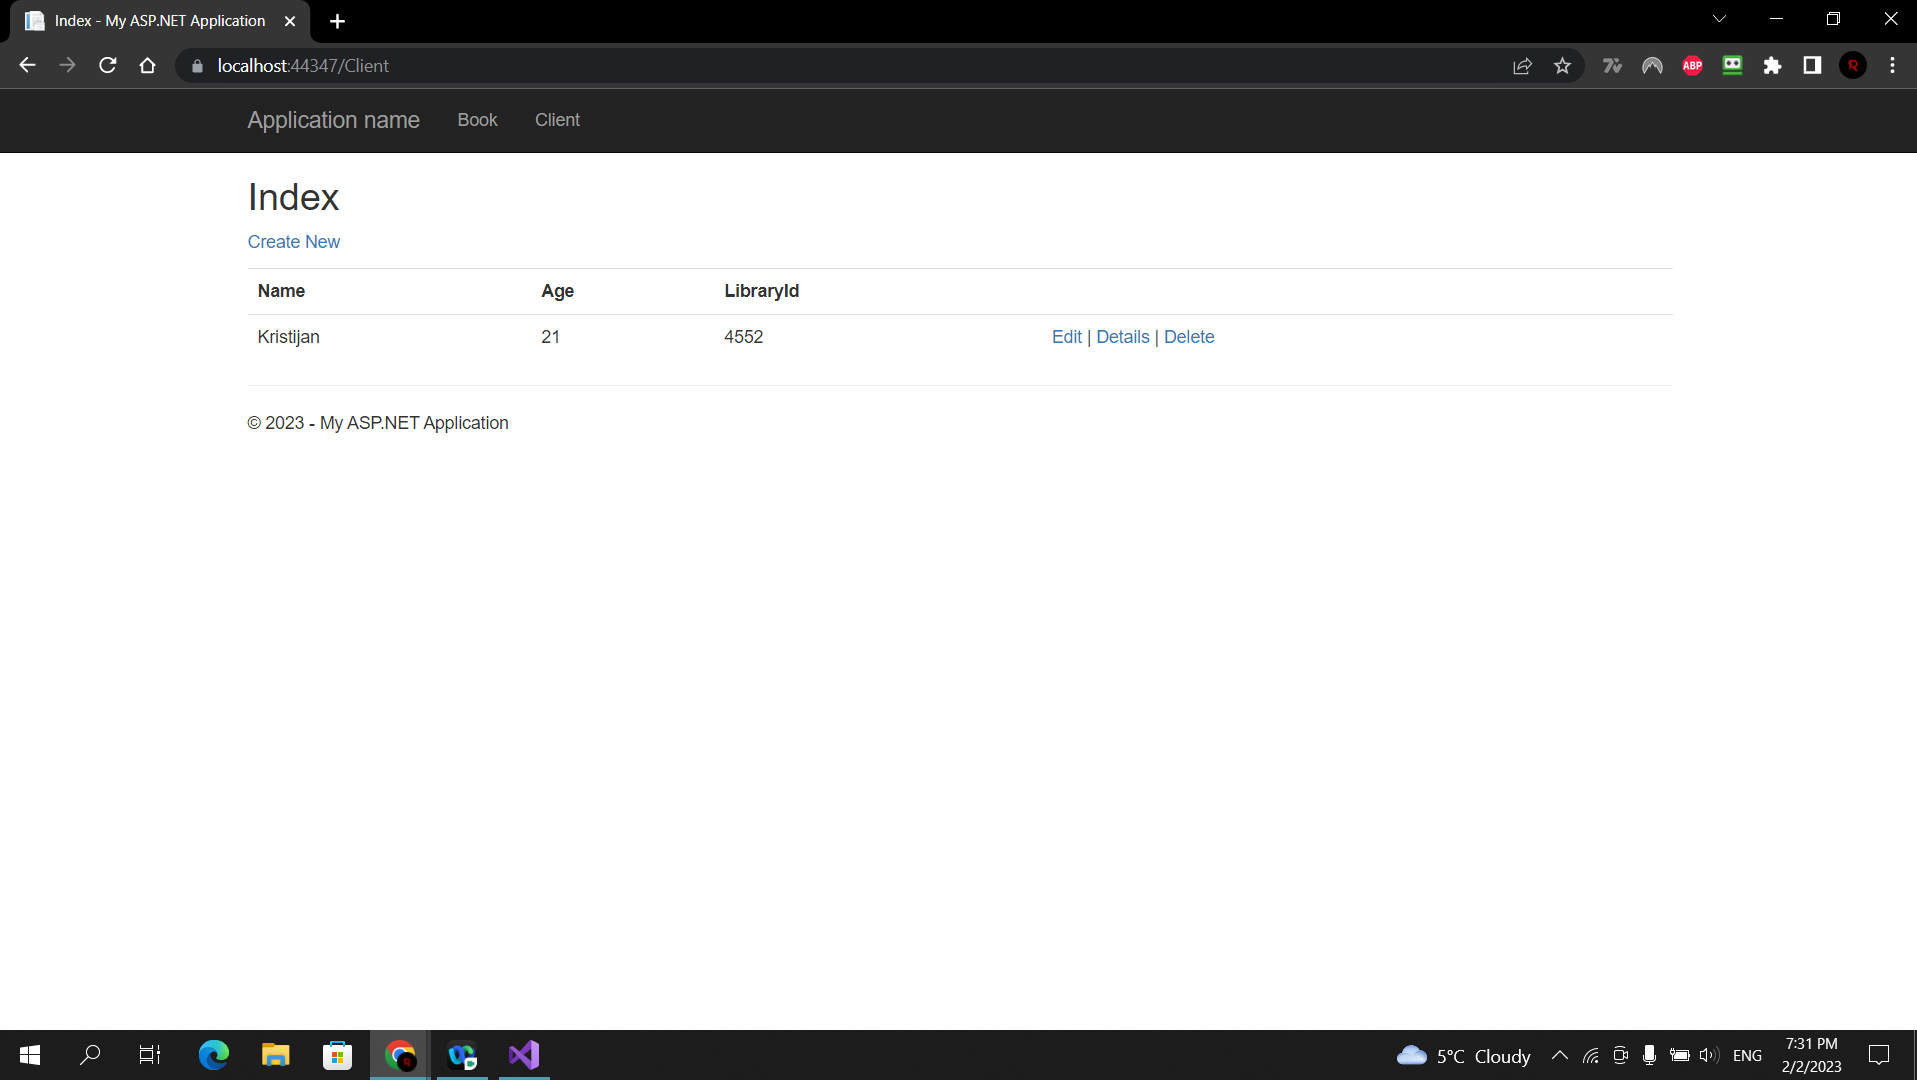 Index - My ASP.NET Application
localhost:44347/Client
ABP
R
Application name Book Client
Index
Create New
Name Age LibraryId
Kristijan 21 4552 Edit | Details | Delete
© 2023 - My ASP.NET Application
5°C Cloudy
ENG
7:31 PM
2/2/2023